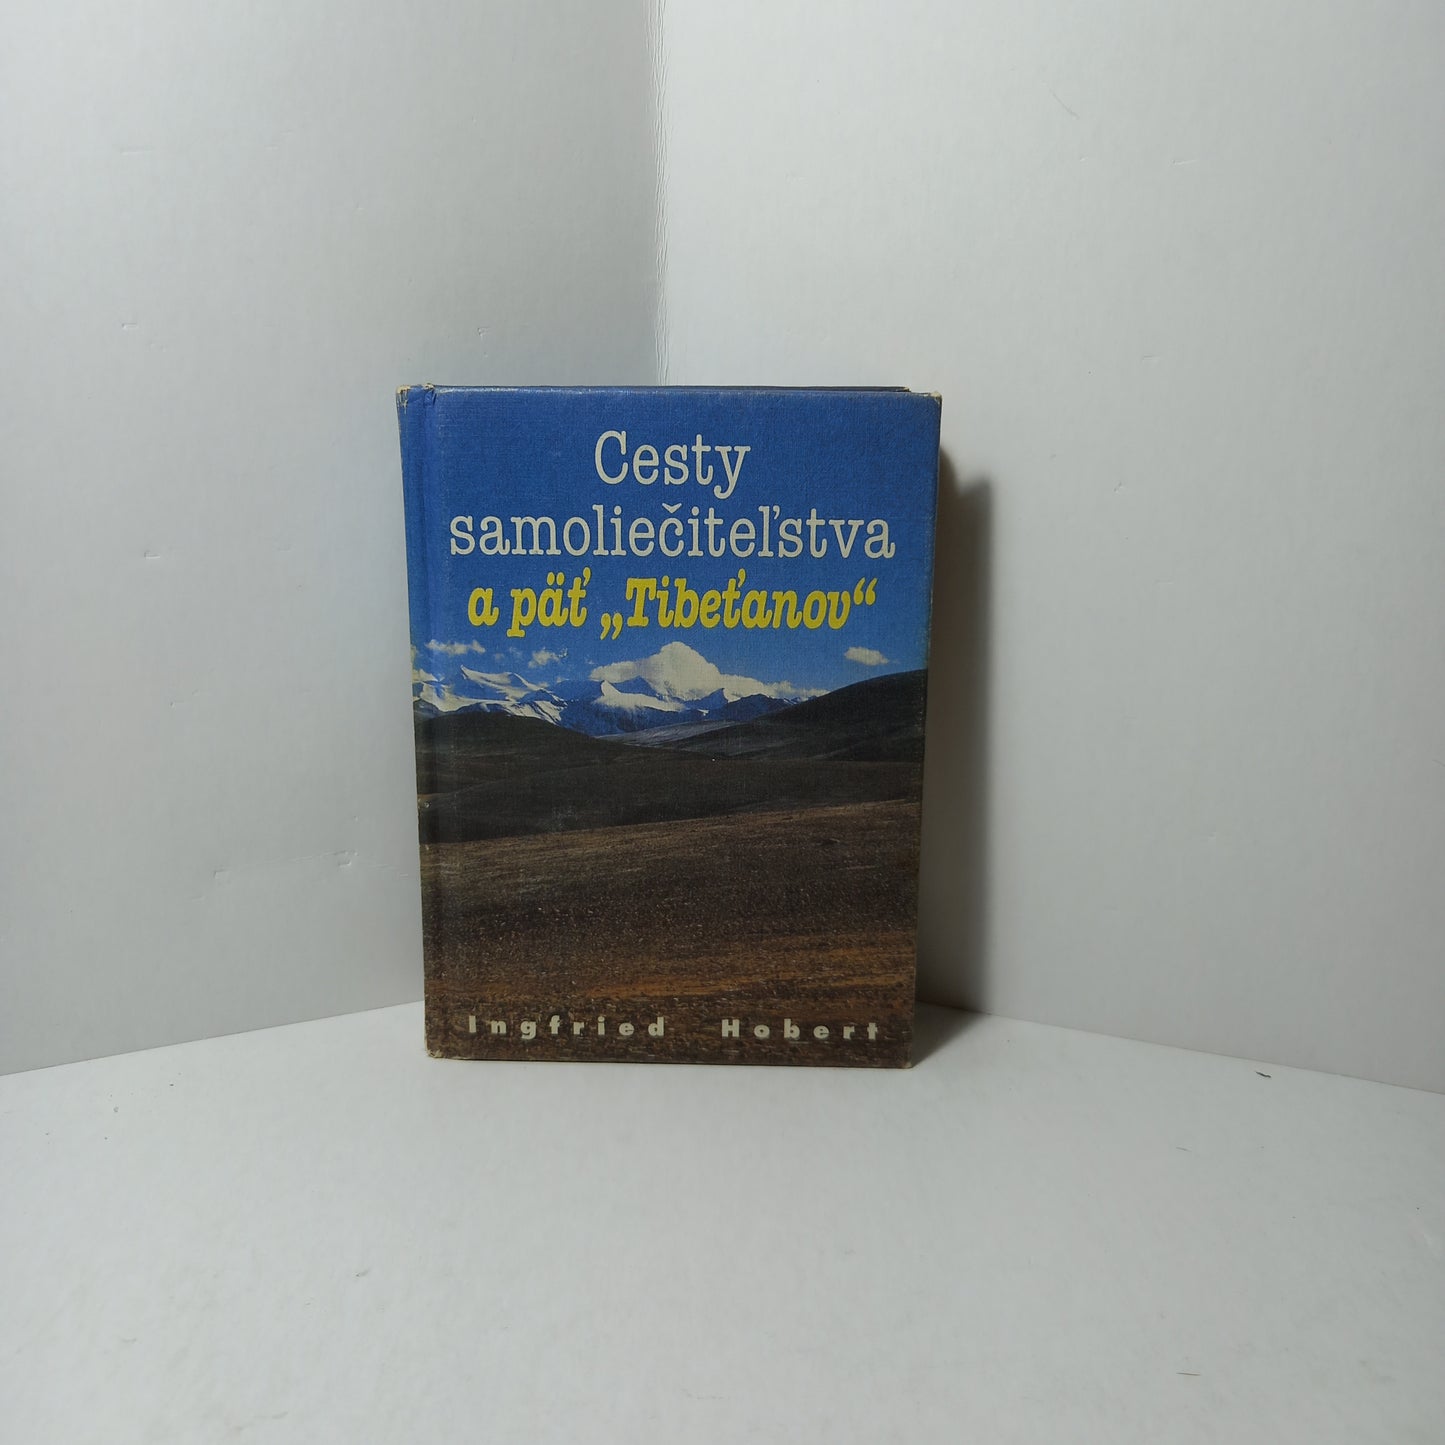 Cesty
samoliečiteľstva
a päť „Tibeťanov“
Ingfried Hobert